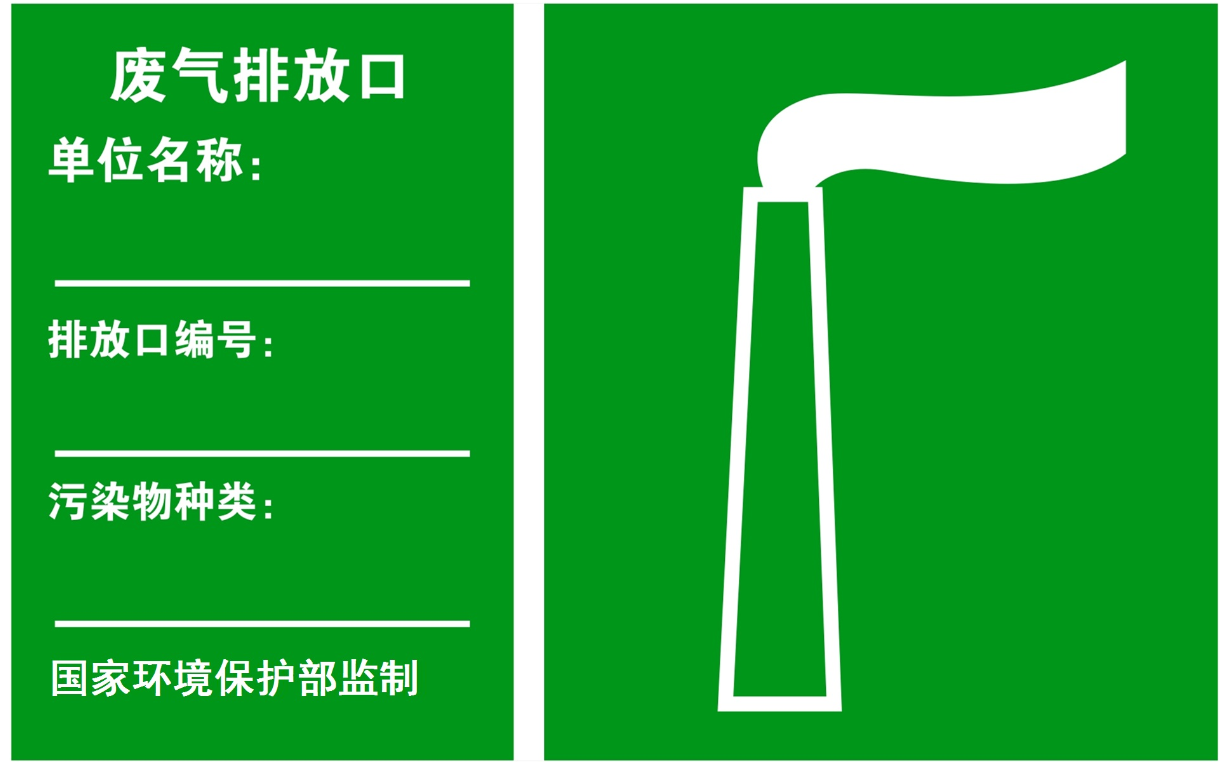 废气排放口
单位名称：
排放口编号：
污染物种类：
国家环境保护部监制